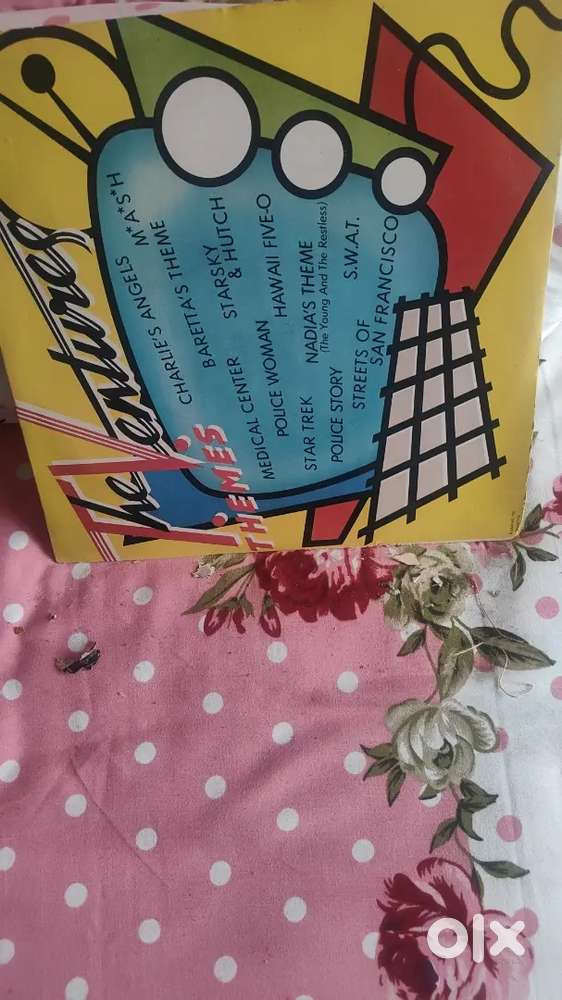 The Ventures
T.V. THEMES
CHARLIE'S ANGELS M*A*S*H
BARETTA'S THEME
MEDICAL CENTER STARSKY
& HUTCH
POLICE WOMAN HAWAII FIVE-O
STAR TREK NADIA'S THEME
(The Young And The Restless)
POLICE STORY S.W.A.T.
STREETS OF
SAN FRANCISCO
olx